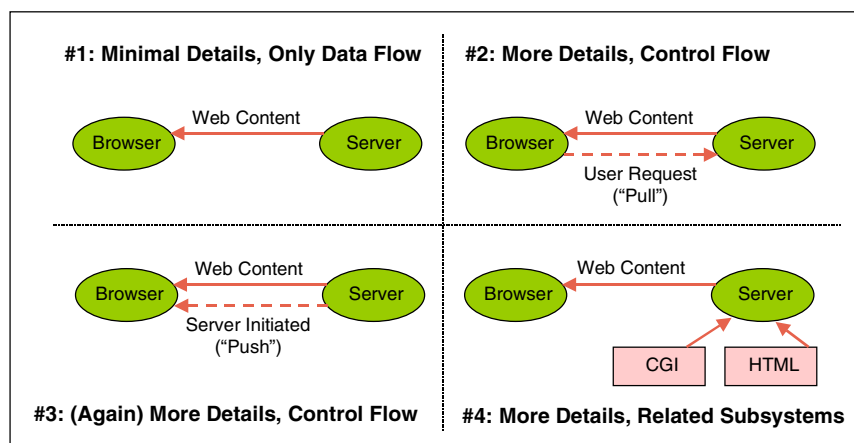 #1: Minimal Details, Only Data Flow
Web Content
Browser
Server
#2: More Details, Control Flow
Web Content
Browser
Server
User Request
(“Pull”)
Web Content
Browser
Server
Server Initiated
(“Push”)
#3: (Again) More Details, Control Flow
Web Content
Browser
Server
CGI
HTML
#4: More Details, Related Subsystems